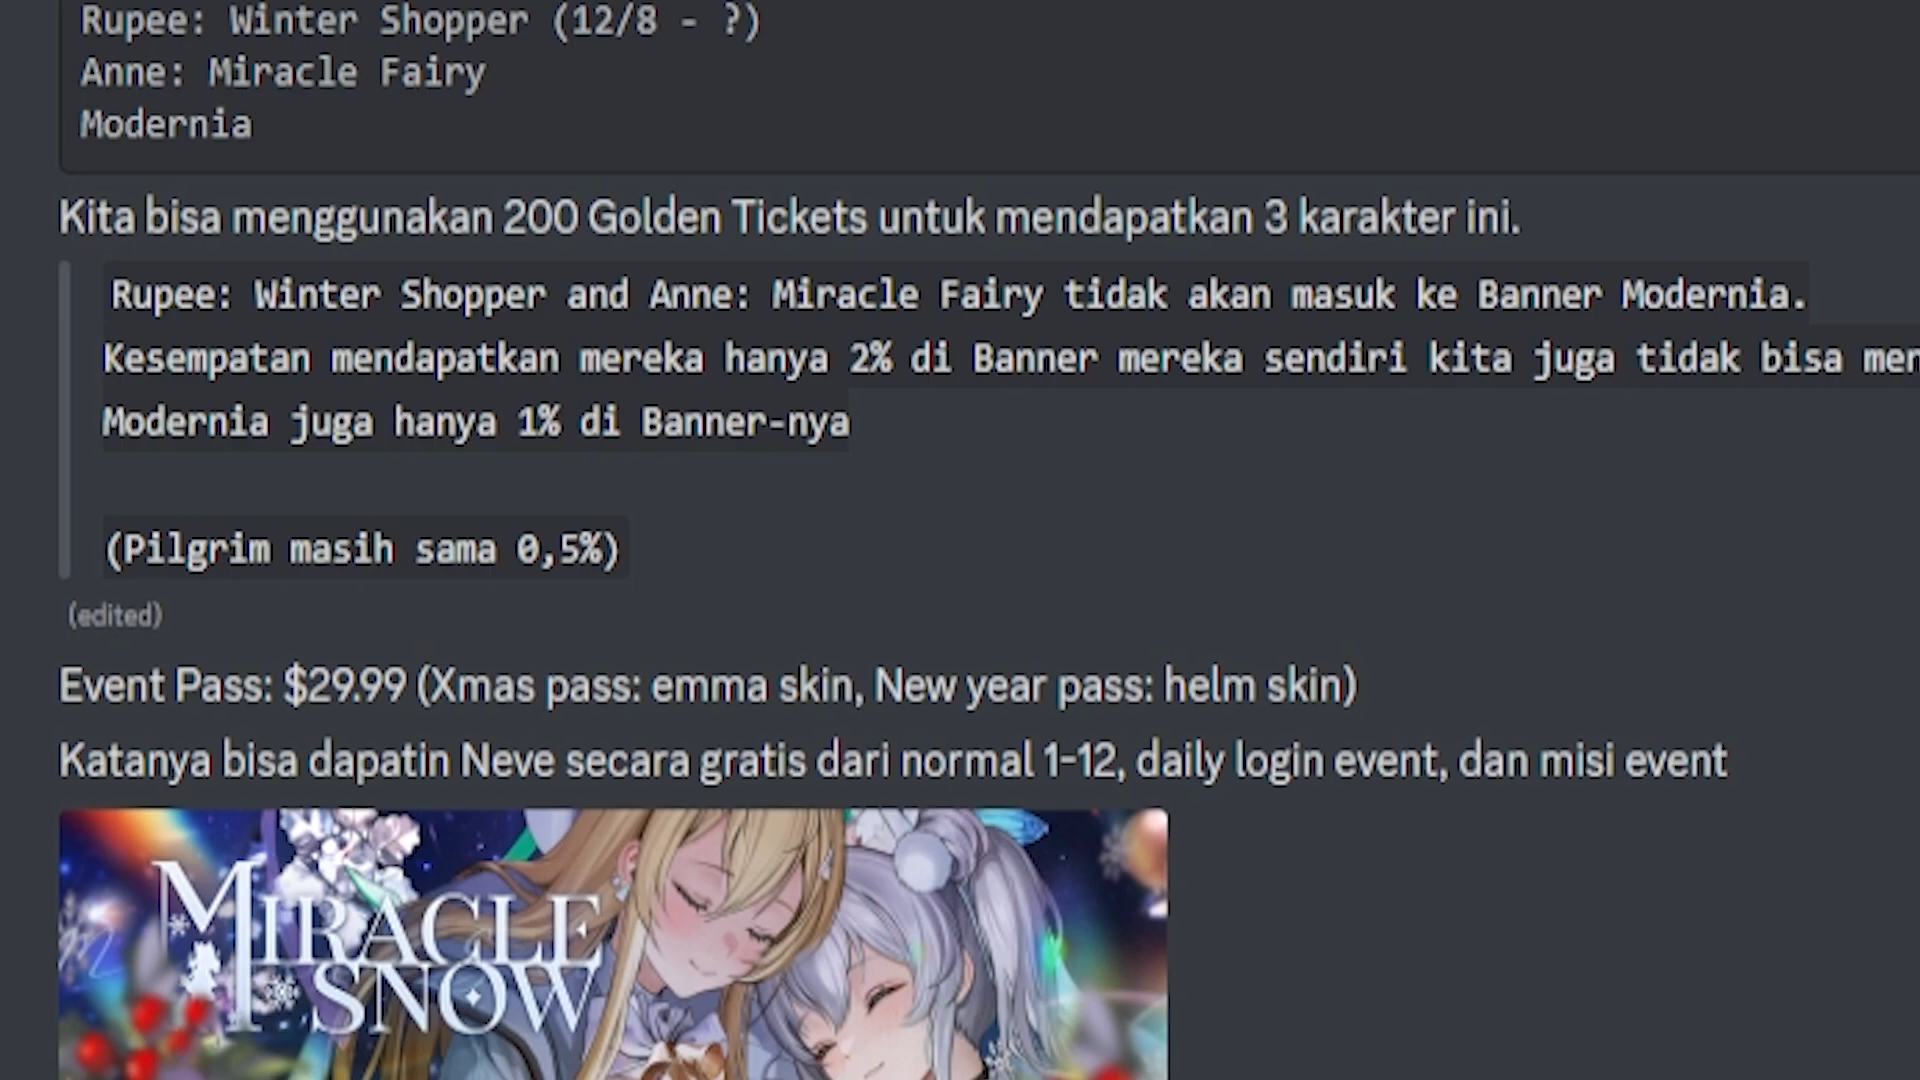 Rupee: Winter Shopper (12/8 - ?)
Anne: Miracle Fairy
Modernia
Kita bisa menggunakan 200 Golden Tickets untuk mendapatkan 3 karakter ini.
Rupee: Winter Shopper and Anne: Miracle Fairy tidak akan masuk ke Banner Modernia.
Kesempatan mendapatkan mereka hanya 2% di Banner mereka sendiri kita juga tidak bisa
Modernia juga hanya 1% di Banner-nya
(Pilgrim masih sama 0,5%)
(edited)
Event Pass: $29.99 (Xmas pass: emma skin, New year pass: helm skin)
Katanya bisa dapatin Neve secara gratis dari normal 1-12, daily login event, dan misi event
MIRACLE
SNOW